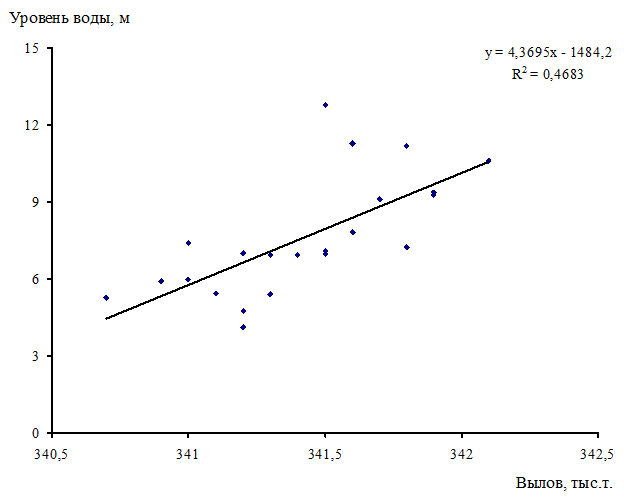 Уровень воды, м
y = 4,3695x - 1484,2
R² = 0,4683
15
12
9
6
3
0
340,5 341 341,5 342 342,5
Вылов, тыс.т.